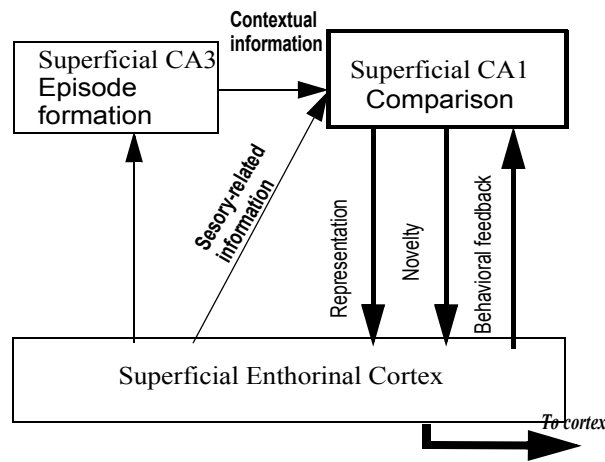 Contextual
information
Superficial CA3
Episode
formation
Superficial CA1
Comparison
Sesory-related
information
Representation
Novelty
Behavioral feedback
Superficial Enthorinal Cortex
To cortex